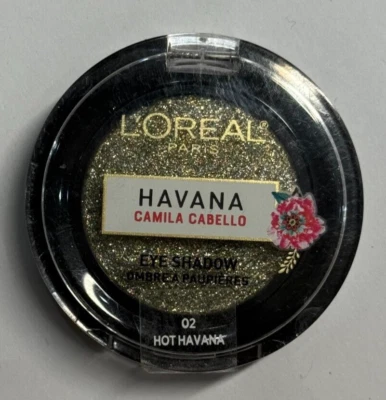 L'ORÉAL
PARIS
HAVANA
CAMILA CABELLO
EYE SHADOW
OMBRE À PAUPIÈRES
02
HOT HAVANA